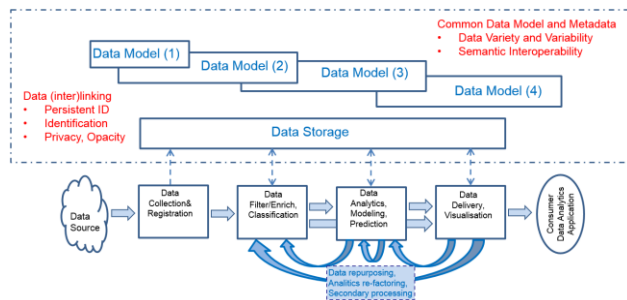 Common Data Model and Metadata
• Data Variety and Variability
• Semantic Interoperability
Data Model (1)
Data Model (2)
Data Model (3)
Data Model (4)
Data (inter)linking
• Persistent ID
• Identification
• Privacy, Opacity
Data Storage
Data
Source
Data
Collection&
Registration
Data
Filter/Enrich,
Classification
Data
Analytics,
Modeling,
Prediction
Data
Delivery,
Visualisation
Consumer
Data Analytics
Application
Data repurposing,
Analitics re-factoring,
Secondary processing